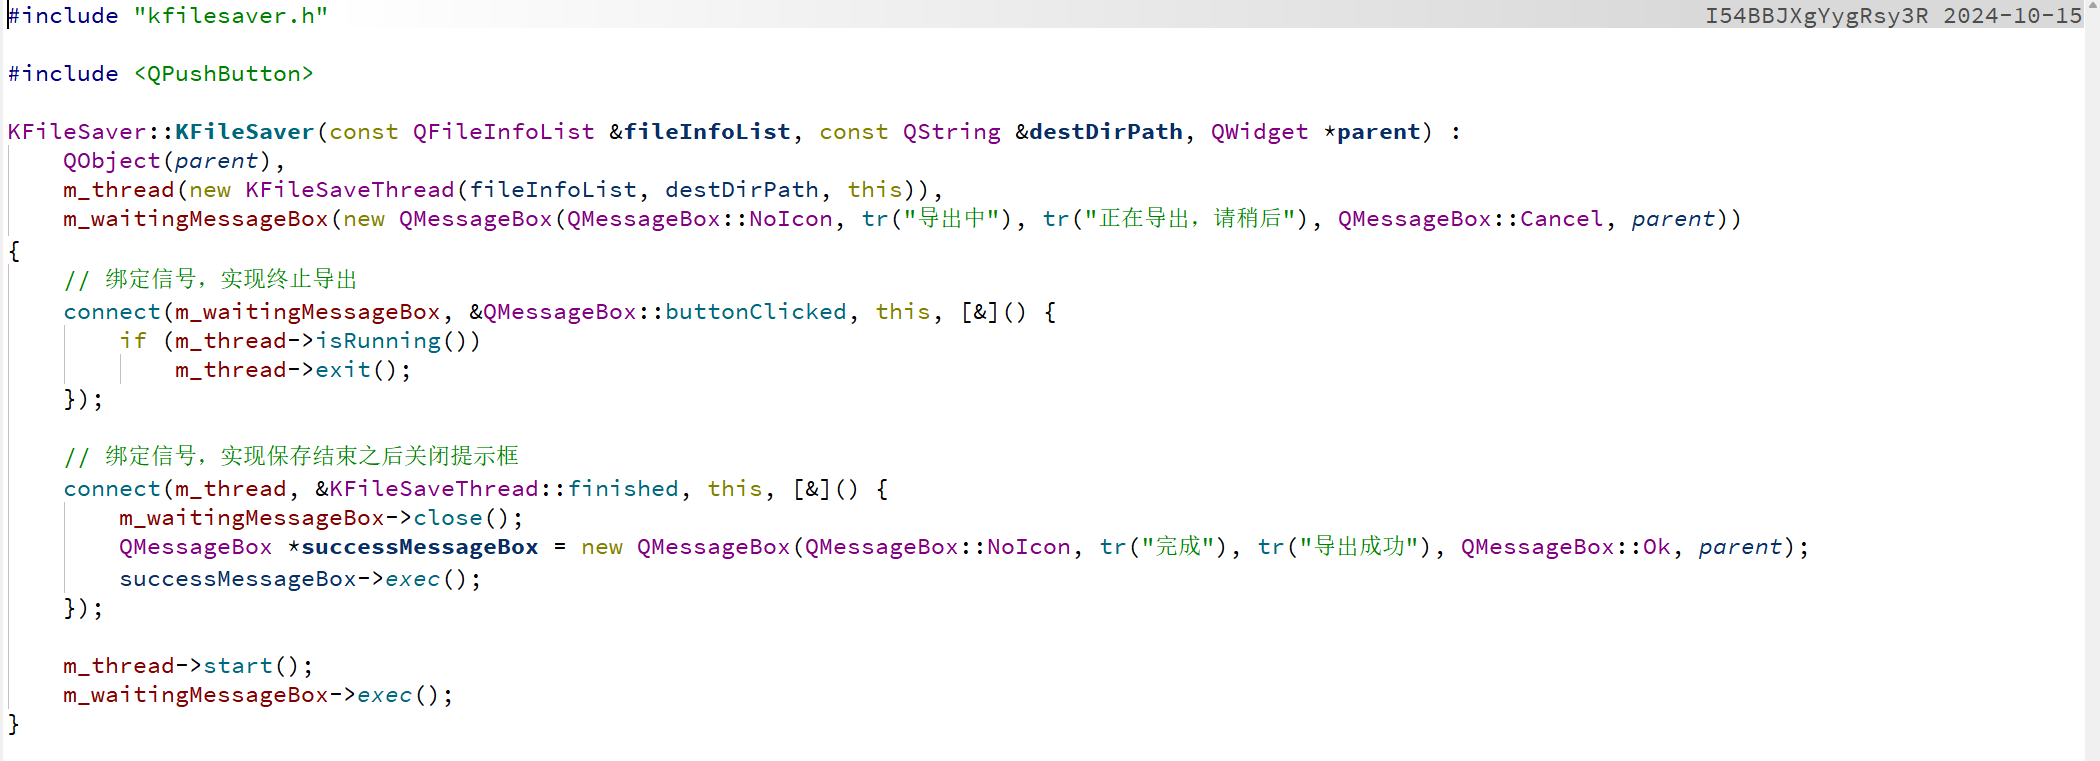 #include "kfilesaver.h"
I54BBJXgYygRsy3R 2024-10-15
#include <QPushButton>
KFileSaver::KFileSaver(const QFileInfoList &fileInfoList, const QString &destDirPath, QWidget *parent) :
QObject(parent),
m_thread(new KFileSaveThread(fileInfoList, destDirPath, this)),
m_waitingMessageBox(new QMessageBox(QMessageBox::NoIcon, tr("导出中"), tr("正在导出，请稍后"), QMessageBox::Cancel, parent))
{
// 绑定信号，实现终止导出
connect(m_waitingMessageBox, &QMessageBox::buttonClicked, this, [&]() {
if (m_thread->isRunning())
m_thread->exit();
});
// 绑定信号，实现保存结束之后关闭提示框
connect(m_thread, &KFileSaveThread::finished, this, [&]() {
m_waitingMessageBox->close();
QMessageBox *successMessageBox = new QMessageBox(QMessageBox::NoIcon, tr("完成"), tr("导出成功"), QMessageBox::Ok, parent);
successMessageBox->exec();
});
m_thread->start();
m_waitingMessageBox->exec();
}